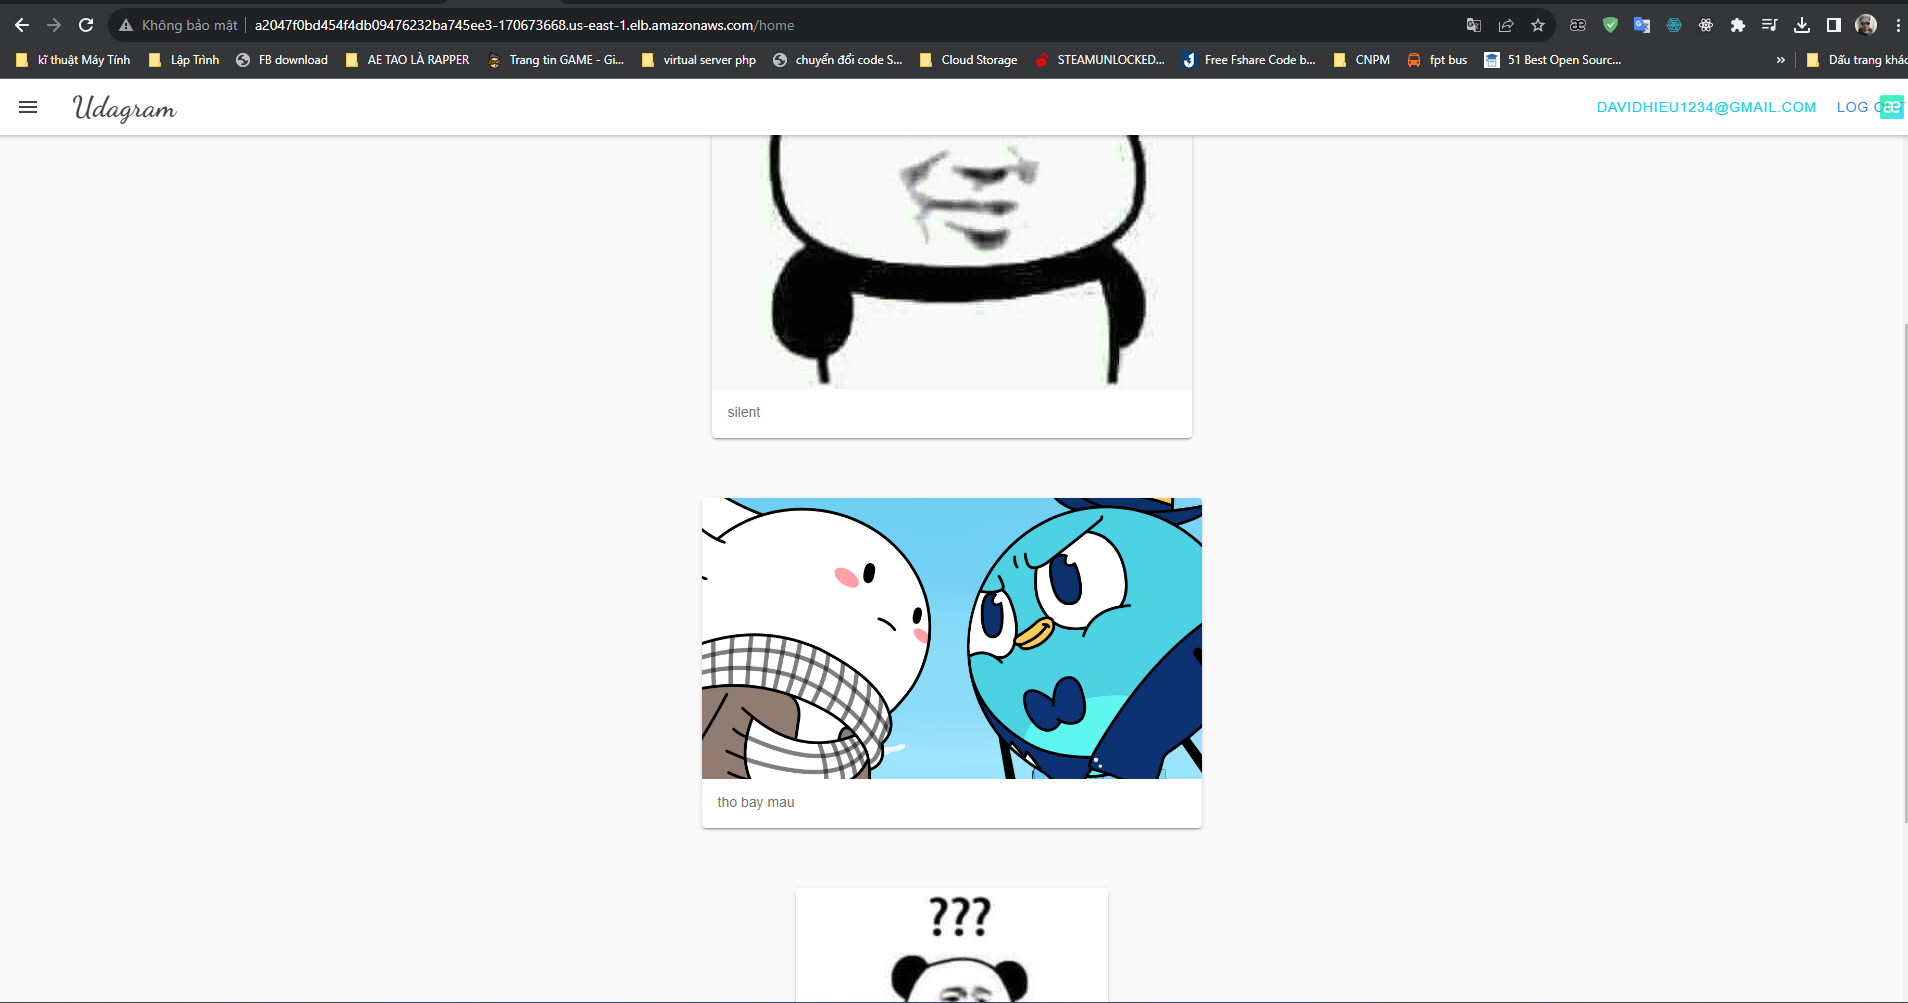 Không bảo mật a2047f0bd454f4db09476232ba745ee3-170673668.us-east-1.elb.amazonaws.com/home
kĩ thuật Máy Tính Lập Trình FB download AE TAO LÀ RAPPER Trang tin GAME - Gi... virtual server php chuyển đổi code S... Cloud Storage STEAMUNLOCKED... Free Fshare Code b... CNPM fpt bus 51 Best Open Sourc... » Dấu trang khác
Udagram DAVIDHIEU1234@GMAIL.COM LOG
silent
tho bay mau
???